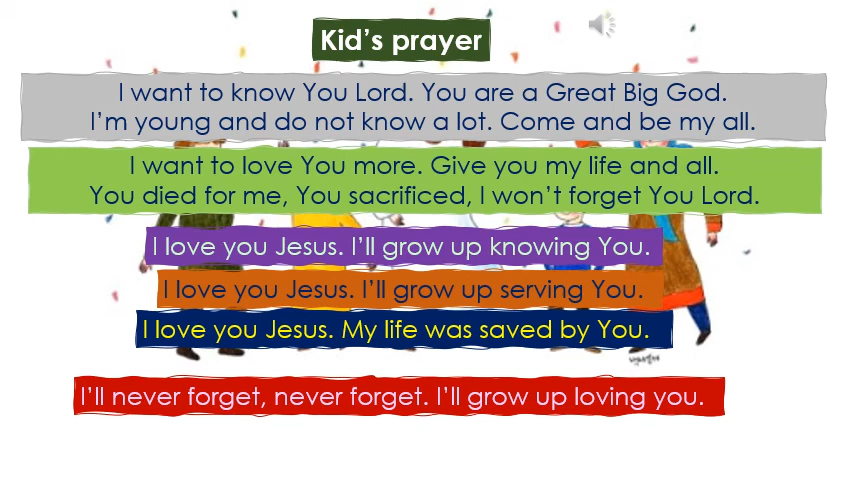 Kid’s prayer
I want to know You Lord. You are a Great Big God.
I’m young and do not know a lot. Come and be my all.
I want to love You more. Give you my life and all.
You died for me, You sacrificed, I won’t forget You Lord.
I love you Jesus. I’ll grow up knowing You.
I love you Jesus. I’ll grow up serving You.
I love you Jesus. My life was saved by You.
I’ll never forget, never forget. I’ll grow up loving you.